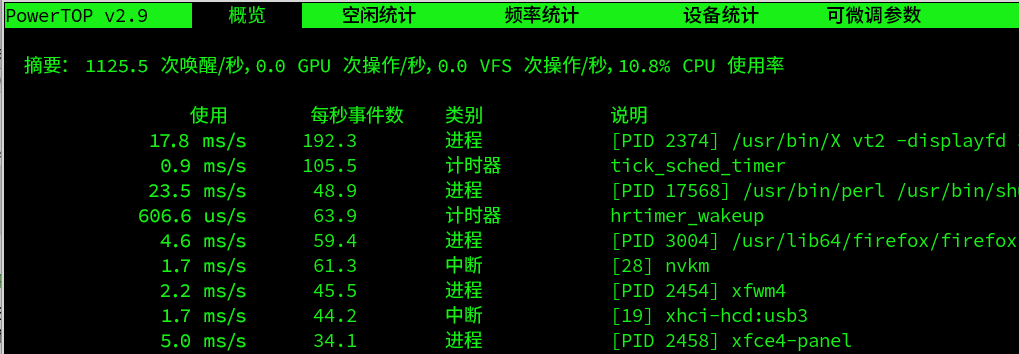 PowerTOP v2.9 概览 空闲统计 频率统计 设备统计 可微调参数
摘要: 1125.5 次唤醒/秒,0.0 GPU 次操作/秒,0.0 VFS 次操作/秒,10.8% CPU 使用率
使用 每秒事件数 类别 说明
17.8 ms/s 192.3 进程 [PID 2374] /usr/bin/X vt2 -displayfd
0.9 ms/s 105.5 计时器 tick_sched_timer
23.5 ms/s 48.9 进程 [PID 17568] /usr/bin/perl /usr/bin/shu
606.6 us/s 63.9 计时器 hrtimer_wakeup
4.6 ms/s 59.4 进程 [PID 3004] /usr/lib64/firefox/firefox
1.7 ms/s 61.3 中断 [28] nvkm
2.2 ms/s 45.5 进程 [PID 2454] xfwm4
1.7 ms/s 44.2 中断 [19] xhci-hcd:usb3
5.0 ms/s 34.1 进程 [PID 2458] xfce4-panel